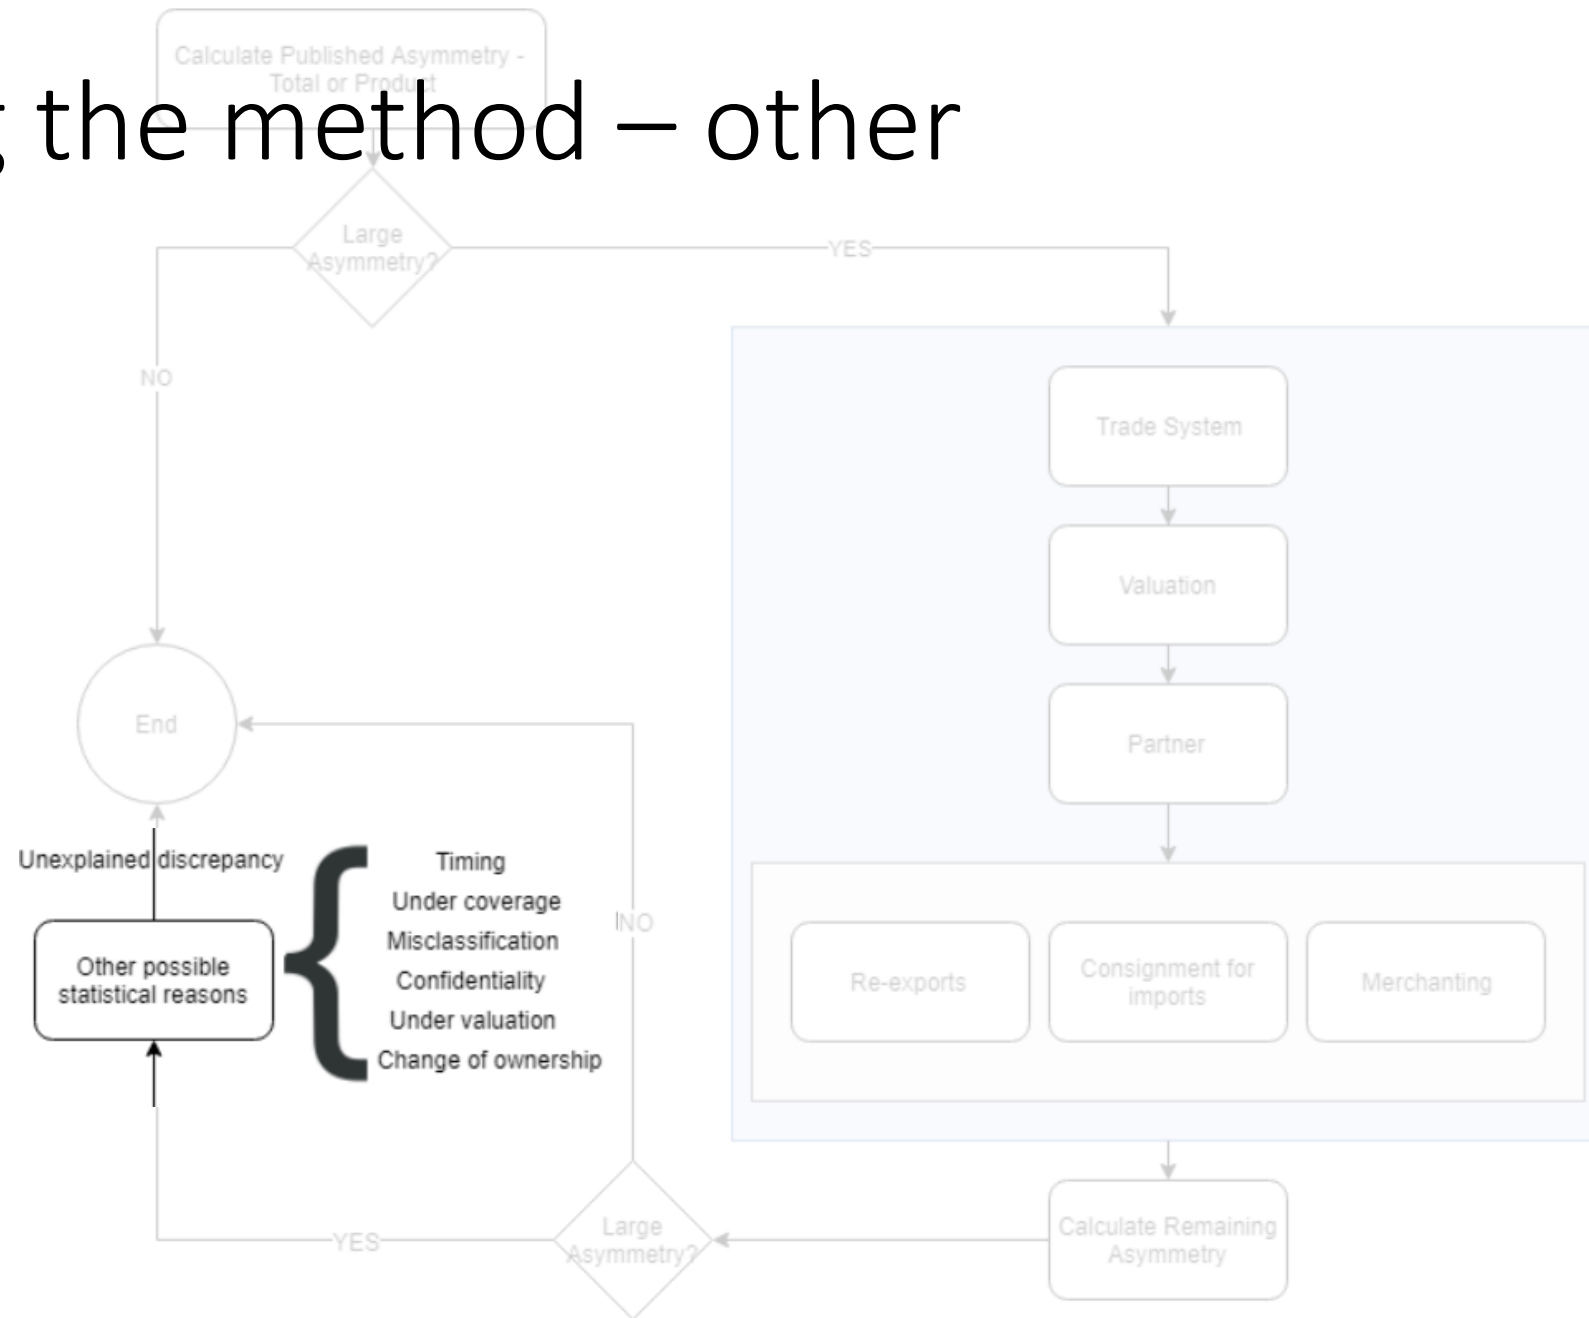 Calculate Published Asymmetry -
Total or Product
the method – other
Large
Asymmetry?
YES
NO
Trade System
Valuation
Partner
End
Unexplained discrepancy
Timing
Under coverage
Misclassification
Confidentiality
Under valuation
Change of ownership
NO
Other possible
statistical reasons
Re-exports
Consignment for
imports
Merchanting
Large
Asymmetry?
YES
Calculate Remaining
Asymmetry